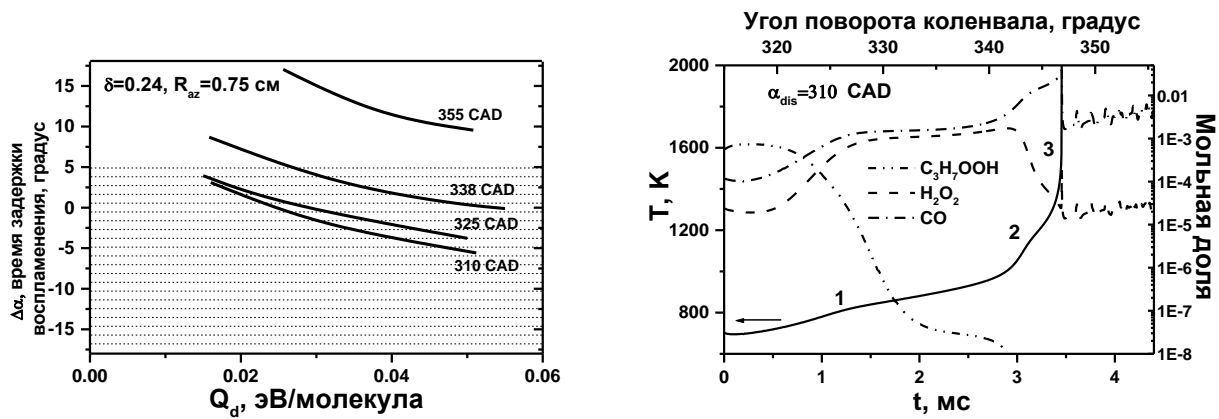 δ=0.24, R_az=0.75 см
355 CAD
338 CAD
325 CAD
310 CAD
15
10
5
0
-5
-10
-15
Δα, время задержки
воспламенения, градус
0.00 0.02 0.04 0.06
Q_d, эВ/молекула
Угол поворота коленвала, градус
320 330 340 350
α_dis=310 CAD
C₃H₇OOH
H₂O₂
CO
1
2
3
2000
1600
1200
800
T, K
0.01
1E-3
1E-4
1E-5
1E-6
1E-7
1E-8
Мольная доля
0 1 2 3 4
t, мс